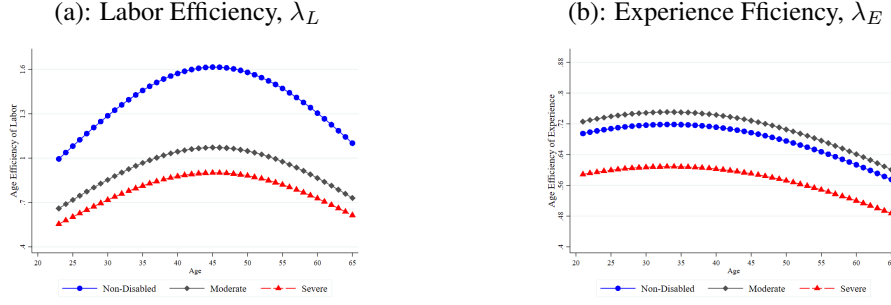 (a): Labor Efficiency, λ_L
(b): Experience Fficiency, λ_E
Age Efficiency of Labor
1.6
1.3
1
.7
.4
20 25 30 35 40 45 50 55 60 65
Age
Non-Disabled Moderate Severe
Age Efficiency of Experience
.88
.8
.72
.64
.56
.48
.4
20 25 30 35 40 45 50 55 60
Age
Non-Disabled Moderate Severe